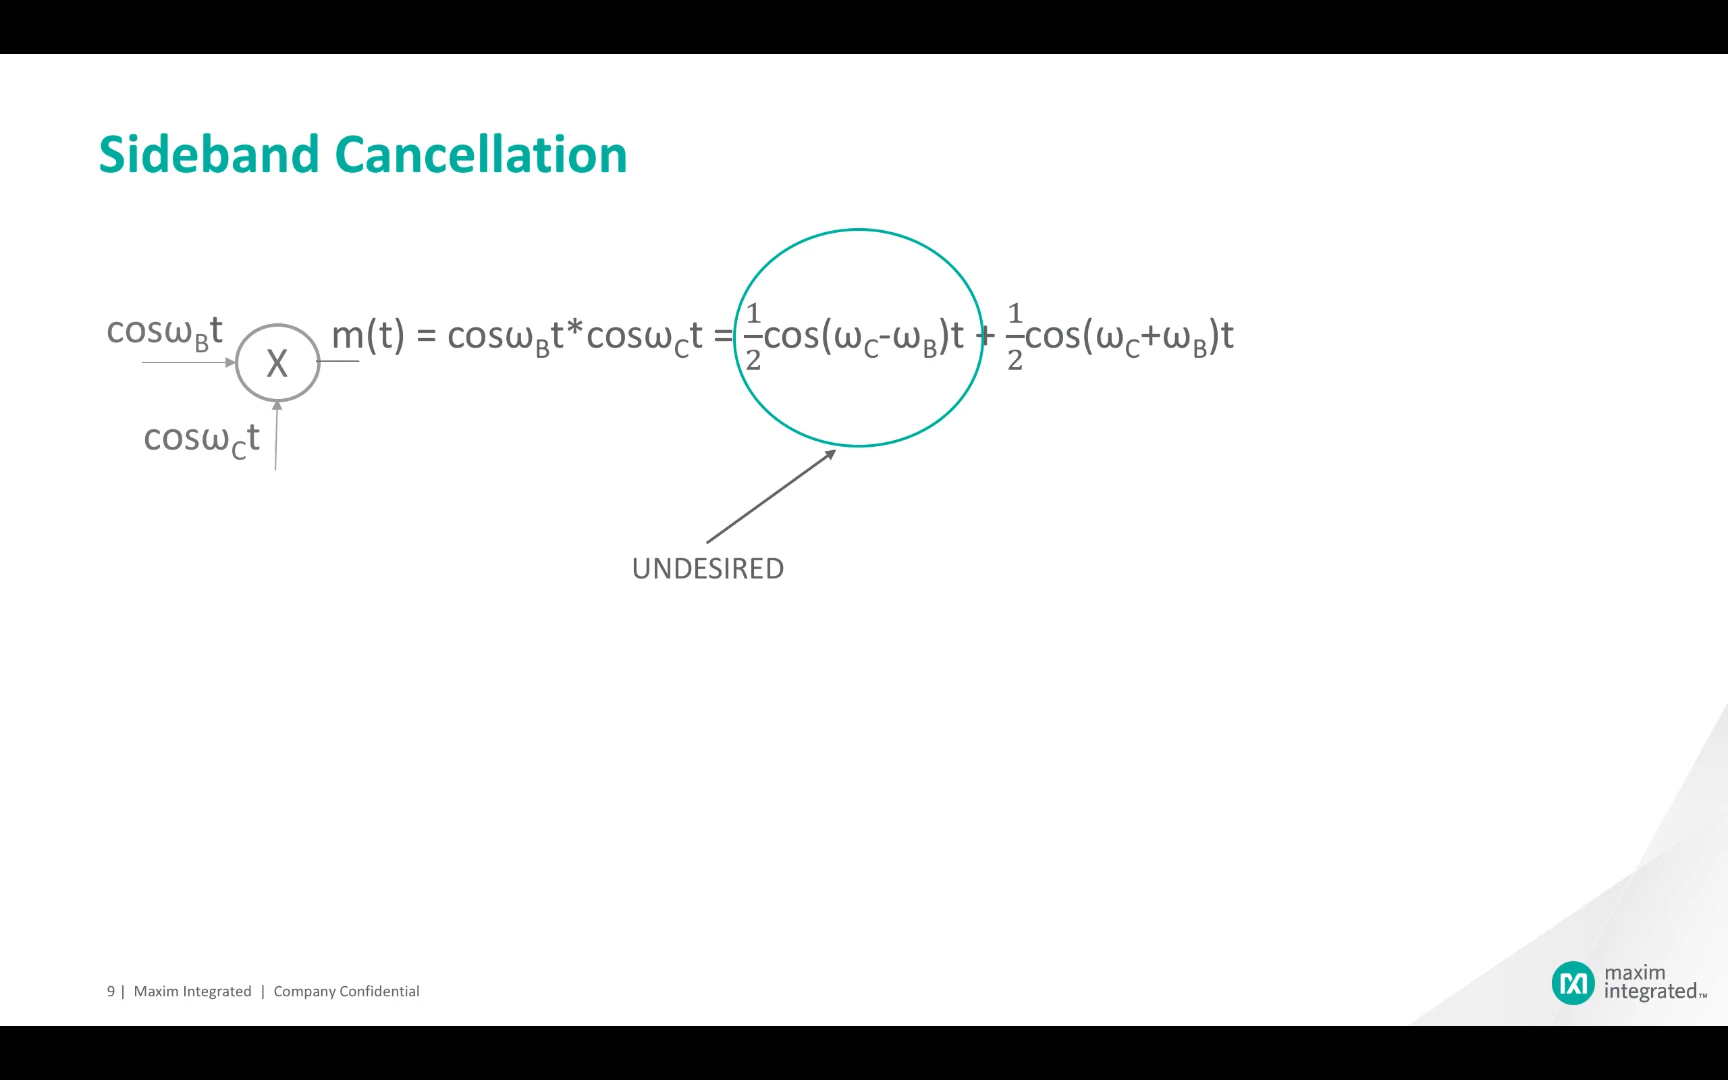 Sideband Cancellation
cosω_Bt
X
m(t) = cosω_Bt*cosω_Ct = 1/2cos(ω_C-ω_B)t + 1/2cos(ω_C+ω_B)t
cosω_Ct
UNDESIRED
9 | Maxim Integrated | Company Confidential
maxim
integrated™